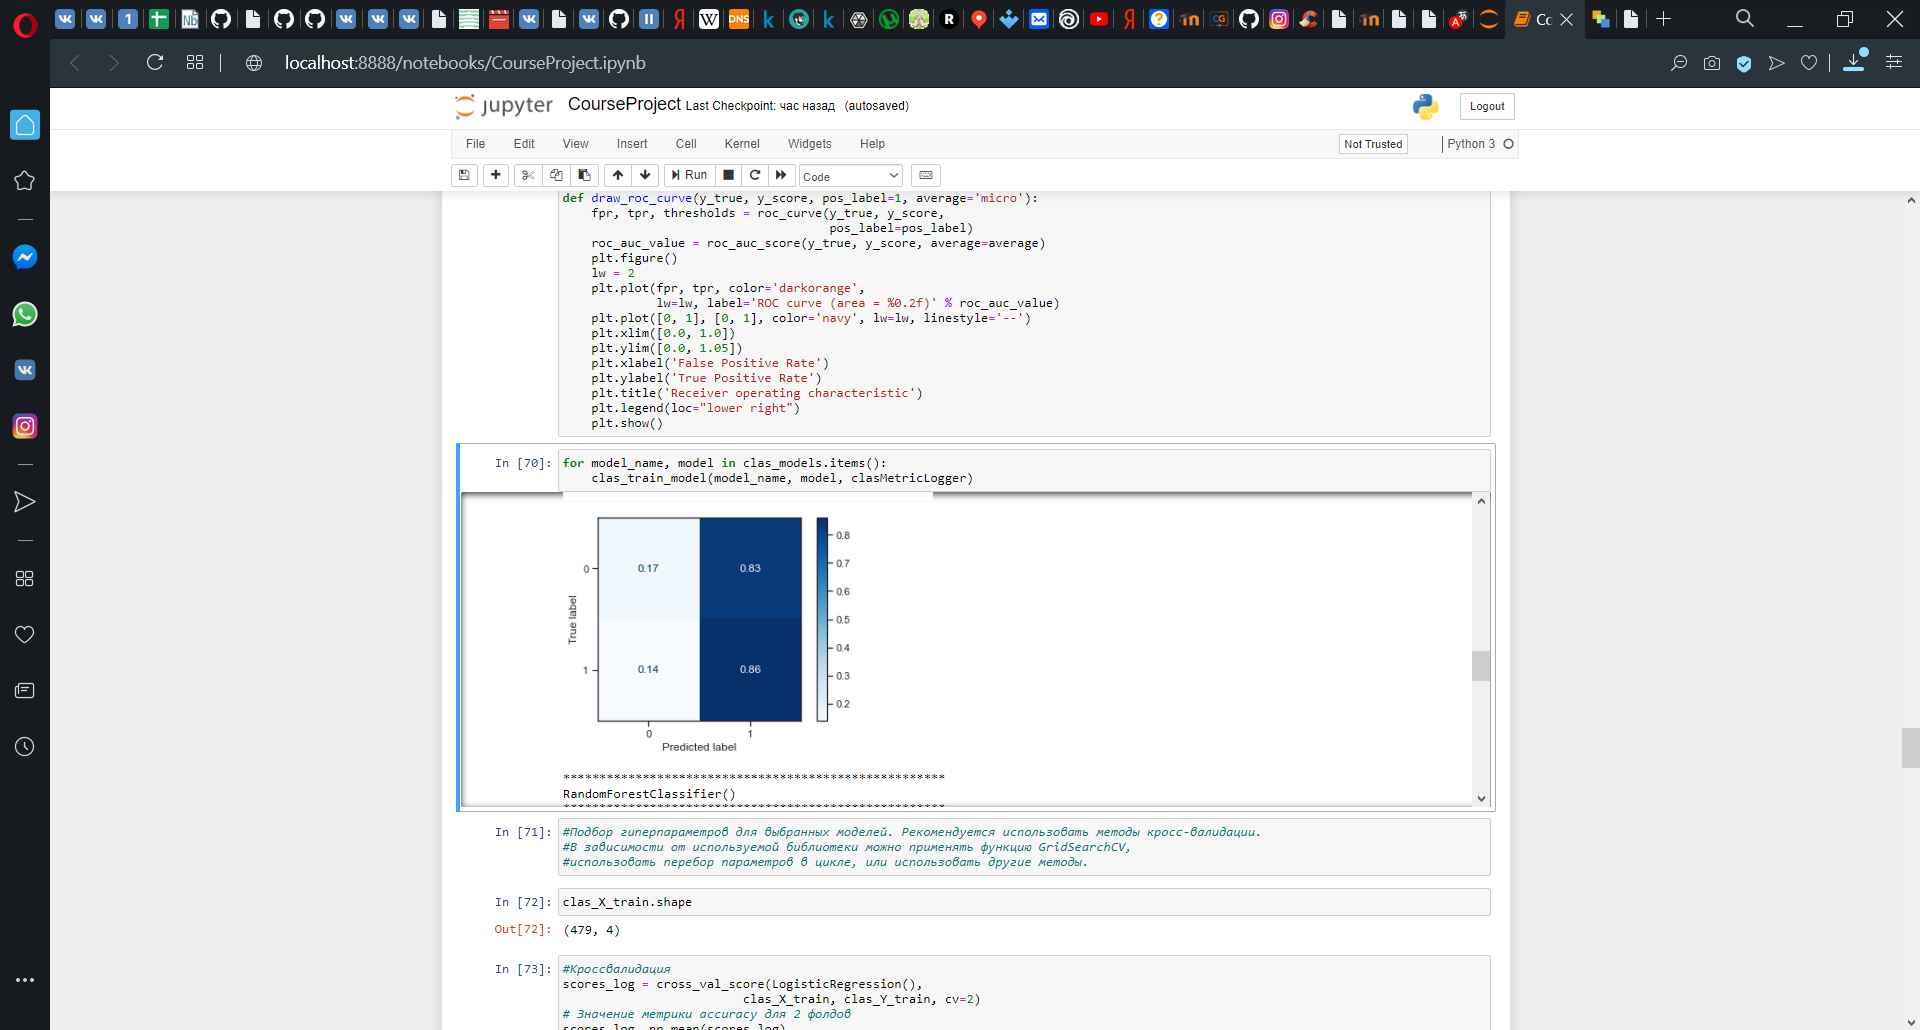 Co
localhost:8888/notebooks/CourseProject.ipynb
jupyter CourseProject Last Checkpoint: час назад (autosaved)
Logout
File Edit View Insert Cell Kernel Widgets Help
Not Trusted
Python 3
Run
Code
def draw_roc_curve(y_true, y_score, pos_label=1, average='micro'):
    fpr, tpr, thresholds = roc_curve(y_true, y_score,
                                     pos_label=pos_label)
    roc_auc_value = roc_auc_score(y_true, y_score, average=average)
    plt.figure()
    lw = 2
    plt.plot(fpr, tpr, color='darkorange',
             lw=lw, label='ROC curve (area = %0.2f)' % roc_auc_value)
    plt.plot([0, 1], [0, 1], color='navy', lw=lw, linestyle='--')
    plt.xlim([0.0, 1.0])
    plt.ylim([0.0, 1.05])
    plt.xlabel('False Positive Rate')
    plt.ylabel('True Positive Rate')
    plt.title('Receiver operating characteristic')
    plt.legend(loc="lower right")
    plt.show()
In [70]: for model_name, model in clas_models.items():
    clas_train_model(model_name, model, clasMetricLogger)
0.17 0.83
0.14 0.86
0
1
True label
0 1
Predicted label
0.8
0.7
0.6
0.5
0.4
0.3
0.2
*****************************************************
RandomForestClassifier()
*****************************************************
In [71]: #Подбор гиперпараметров для выбранных моделей. Рекомендуется использовать методы кросс-валидации.
#В зависимости от используемой библиотеки можно применять функцию GridSearchCV,
#использовать перебор параметров в цикле, или использовать другие методы.
In [72]: clas_X_train.shape
Out[72]: (479, 4)
In [73]: #Кроссвалидация
scores_log = cross_val_score(LogisticRegression(),
                         clas_X_train, clas_Y_train, cv=2)
# Значение метрики accuracy для 2 фолдов
scores_log, np.mean(scores_log)